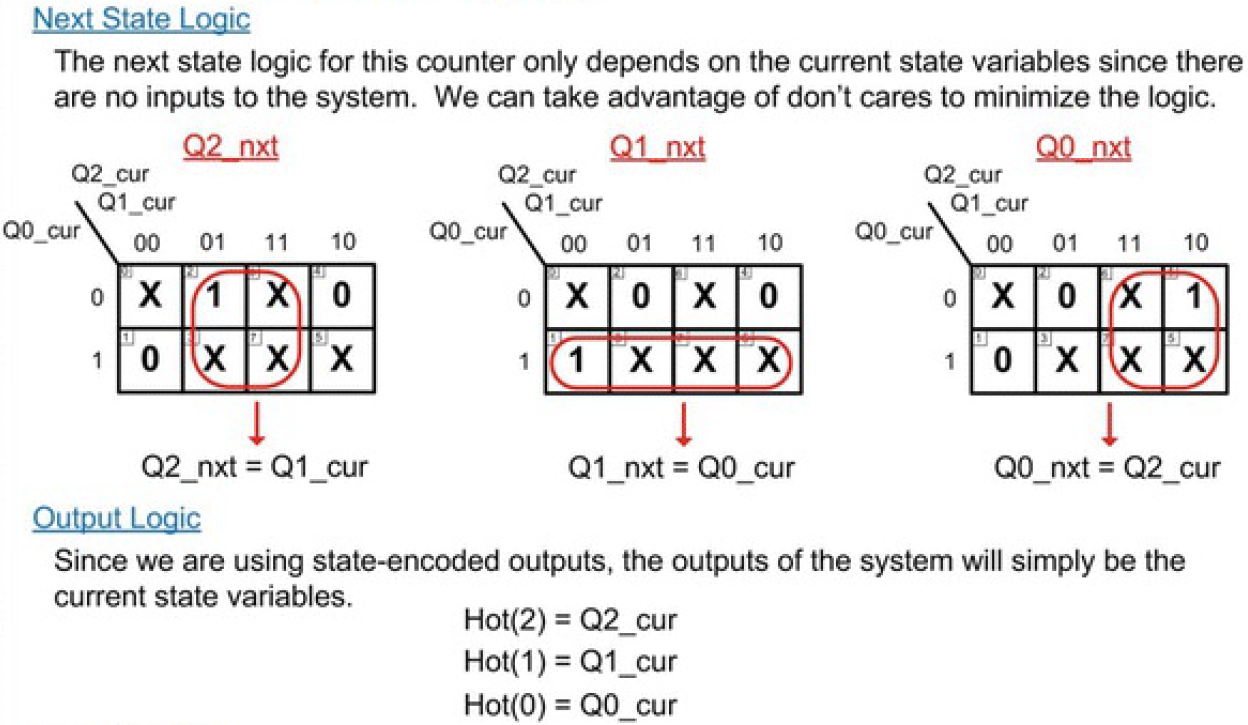 Next State Logic
The next state logic for this counter only depends on the current state variables since there
are no inputs to the system. We can take advantage of don't cares to minimize the logic.
Q2_nxt
Q2_cur
Q1_cur
Q0_cur
00 01 11 10
0 X 1 X 0
1 0 X X X
Q2_nxt = Q1_cur
Q1_nxt
Q2_cur
Q1_cur
Q0_cur
00 01 11 10
0 X 0 X 0
1 1 X X X
Q1_nxt = Q0_cur
Q0_nxt
Q2_cur
Q1_cur
Q0_cur
00 01 11 10
0 X 0 X 1
1 0 X X X
Q0_nxt = Q2_cur
Output Logic
Since we are using state-encoded outputs, the outputs of the system will simply be the
current state variables.
Hot(2) = Q2_cur
Hot(1) = Q1_cur
Hot(0) = Q0_cur